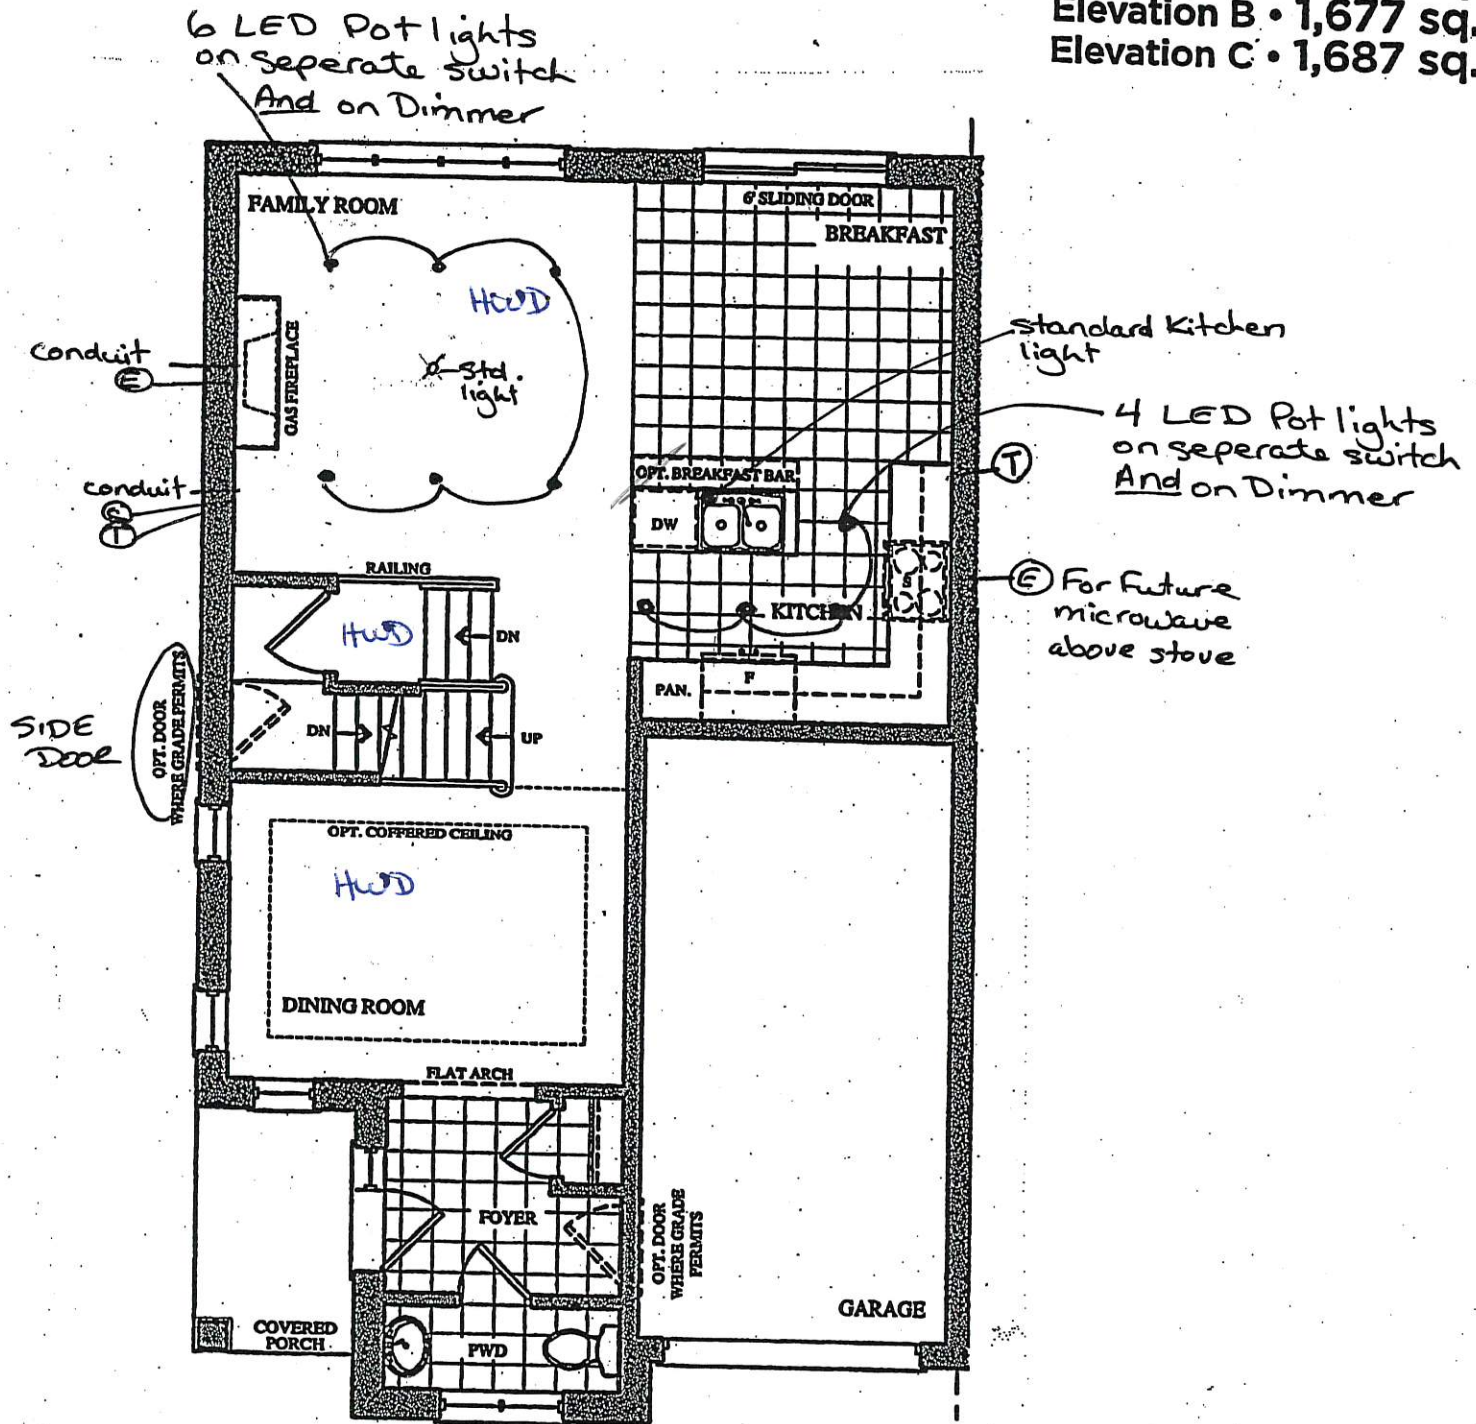 Elevation B • 1,677 sq.
Elevation C • 1,687 sq.
6 LED Pot lights
on seperate switch
And on Dimmer
FAMILY ROOM
6' SLIDING DOOR
BREAKFAST
HWD
conduit
E
GAS FIREPLACE
Std.
light
standard Kitchen
light
4 LED Pot lights
on seperate switch
And on Dimmer
T
OPT. BREAKFAST BAR
DW
conduit
T
RAILING
HWD
DN
KITCHEN
S
E For Future
microwave
above stove
PAN.
F
SIDE
DOOR
OPT. DOOR
WHERE GRADE PERMITS
DN
UP
OPT. COFFERED CEILING
HWD
DINING ROOM
FLAT ARCH
FOYER
OPT. DOOR
WHERE GRADE
PERMITS
GARAGE
COVERED
PORCH
PWD